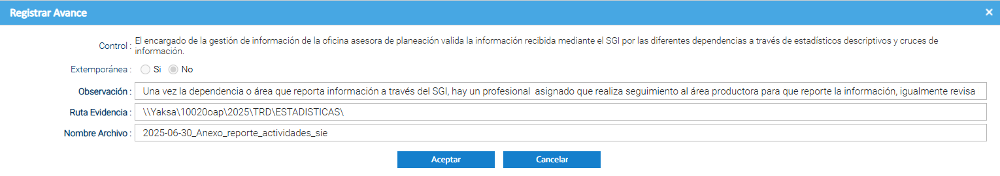 Registrar Avance
Control : El encargado de la gestión de información de la oficina asesora de planeación valida la información recibida mediante el SGI por las diferentes dependencias a través de estadísticos descriptivos y cruces de
información.
Extemporánea : Si No
Observación : Una vez la dependencia o área que reporta información a través del SGI, hay un profesional  asignado que realiza seguimiento al área productora para que reporte la información, igualmente revisa
Ruta Evidencia : \\Yaksa\10020oap\2025\TRD\ESTADISTICAS\
Nombre Archivo : 2025-06-30_Anexo_reporte_actividades_sie
Aceptar Cancelar